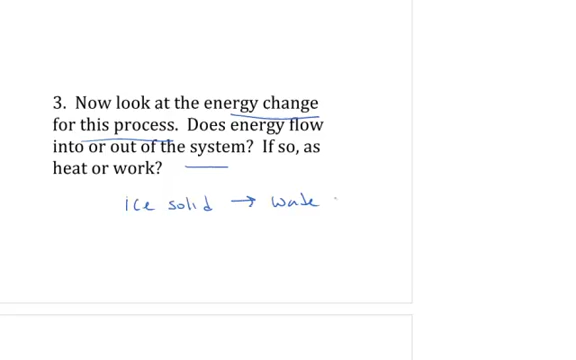 3. Now look at the energy change
for this process. Does energy flow
into or out of the system? If so, as
heat or work?
ice solid → wate